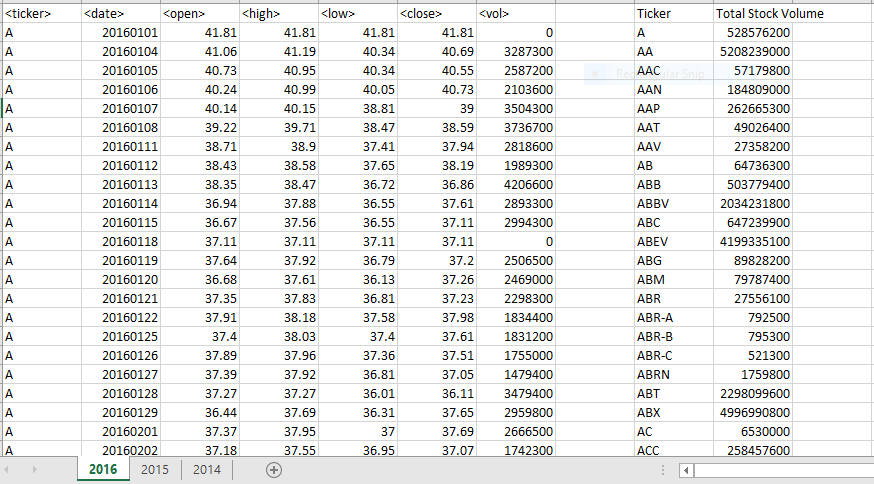 <ticker> <date> <open> <high> <low> <close> <vol> Ticker Total Stock Volume
A 20160101 41.81 41.81 41.81 41.81 0 A 528576200
A 20160104 41.06 41.19 40.34 40.69 3287300 AA 5208239000
A 20160105 40.73 40.95 40.34 40.55 2587200 AAC 57179800
A 20160106 40.24 40.99 40.05 40.73 2103600 AAN 184809000
A 20160107 40.14 40.15 38.81 39 3504300 AAP 262665300
A 20160108 39.22 39.71 38.47 38.59 3736700 AAT 49026400
A 20160111 38.71 38.9 37.41 37.94 2818600 AAV 27358200
A 20160112 38.43 38.58 37.65 38.19 1989300 AB 64736300
A 20160113 38.35 38.47 36.72 36.86 4206600 ABB 503779400
A 20160114 36.94 37.88 36.55 37.61 2893300 ABBV 2034231800
A 20160115 36.67 37.56 36.55 37.11 2994300 ABC 647239900
A 20160118 37.11 37.11 37.11 37.11 0 ABEV 4199335100
A 20160119 37.64 37.92 36.79 37.2 2506500 ABG 89828200
A 20160120 36.68 37.61 36.13 37.26 2469000 ABM 79787400
A 20160121 37.35 37.83 36.81 37.23 2298300 ABR 27556100
A 20160122 37.91 38.18 37.58 37.98 1834400 ABR-A 792500
A 20160125 37.4 38.03 37.4 37.61 1831200 ABR-B 795300
A 20160126 37.89 37.96 37.36 37.51 1755000 ABR-C 521300
A 20160127 37.39 37.92 36.81 37.05 1479400 ABRN 1759800
A 20160128 37.27 37.27 36.01 36.11 3479400 ABT 2298099600
A 20160129 36.44 37.69 36.31 37.65 2959800 ABX 4996990800
A 20160201 37.37 37.95 37 37.69 2666500 AC 6530000
A 20160202 37.18 37.55 36.95 37.07 1742300 ACC 258457600
2016 2015 2014